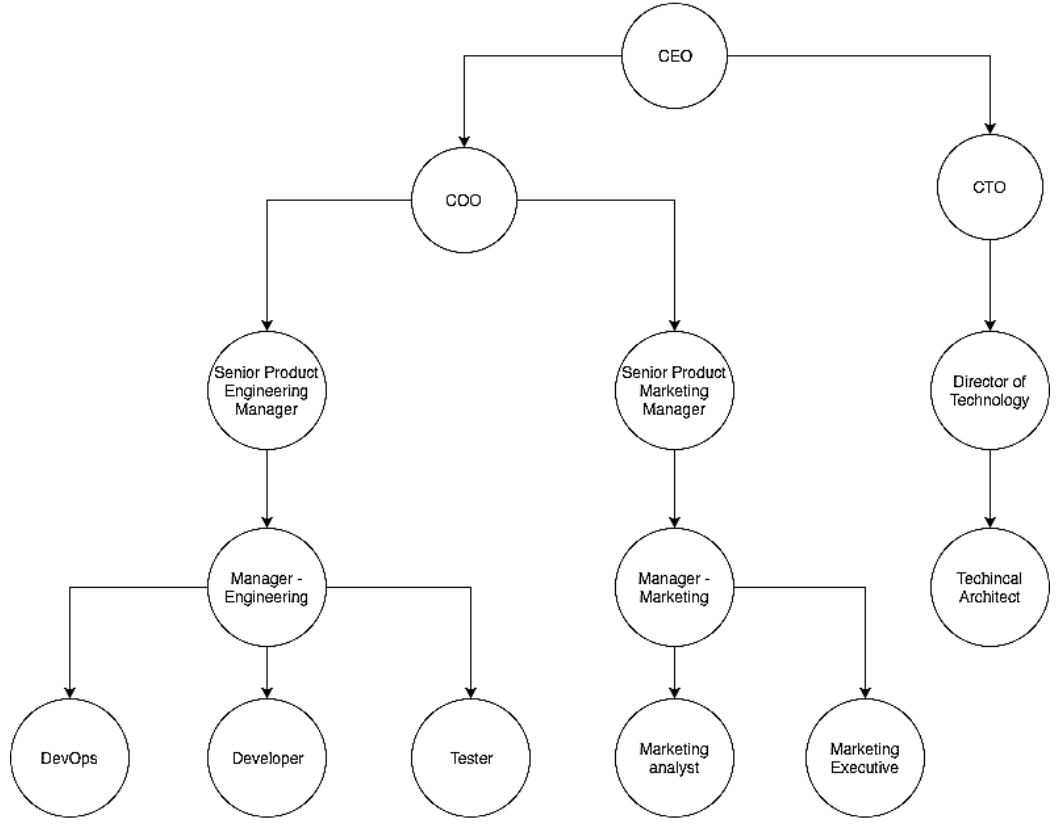 CEO
COO
CTO
Senior Product
Engineering
Manager
Senior Product
Marketing
Manager
Director of
Technology
Manager -
Engineering
Manager -
Marketing
Techincal
Architect
DevOps
Developer
Tester
Marketing
analyst
Marketing
Executive